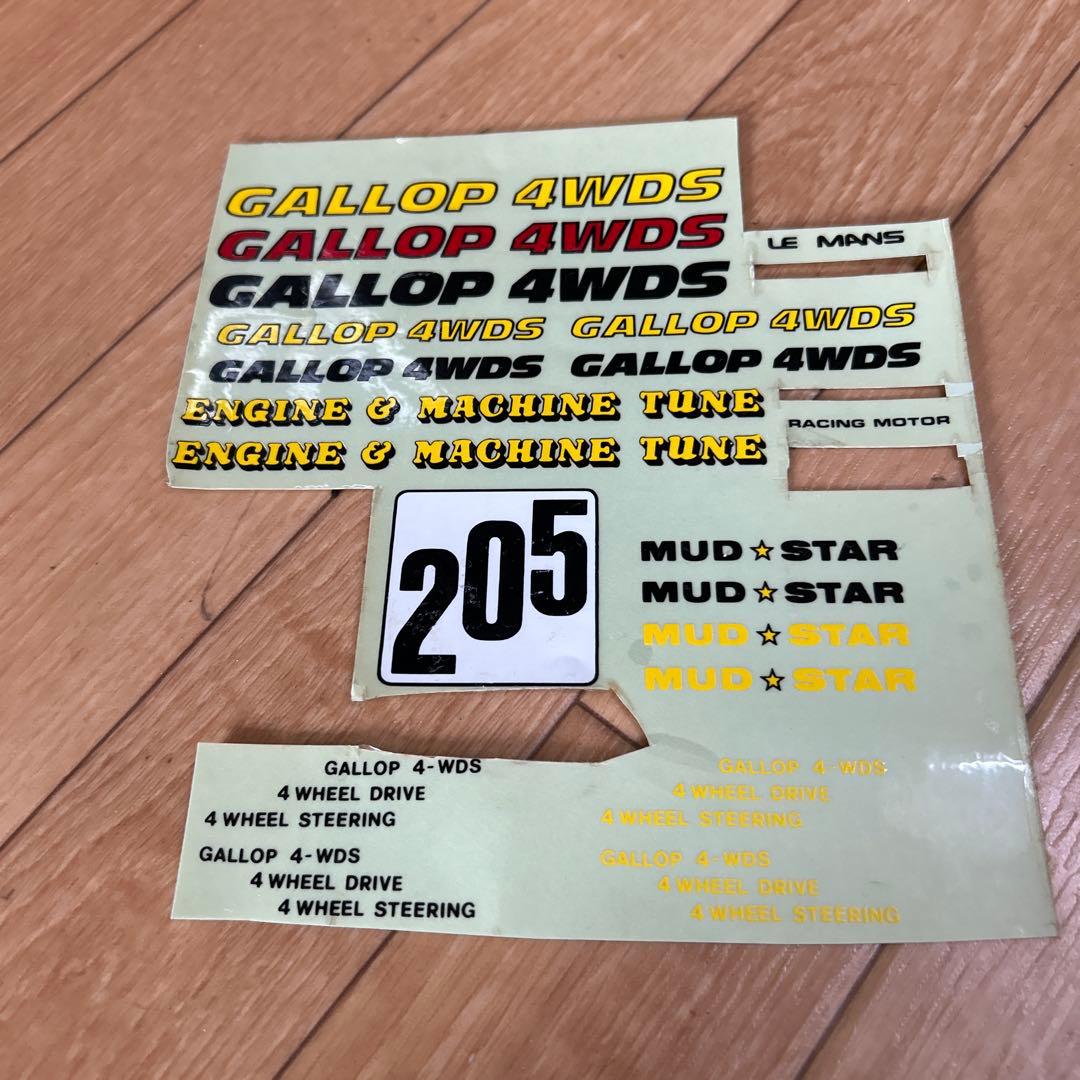 GALLOP 4WDS
GALLOP 4WDS
GALLOP 4WDS
LE MANS
GALLOP 4WDS GALLOP 4WDS
GALLOP 4WDS GALLOP 4WDS
ENGINE & MACHINE TUNE
RACING MOTOR
ENGINE & MACHINE TUNE
205
MUD★STAR
MUD★STAR
MUD★STAR
MUD★STAR
GALLOP 4-WDS
4 WHEEL DRIVE
4 WHEEL STEERING
GALLOP 4-WDS
4 WHEEL DRIVE
4 WHEEL STEERING
GALLOP 4-WDS
4 WHEEL DRIVE
4 WHEEL STEERING
GALLOP 4-WDS
4 WHEEL DRIVE
4 WHEEL STEERING